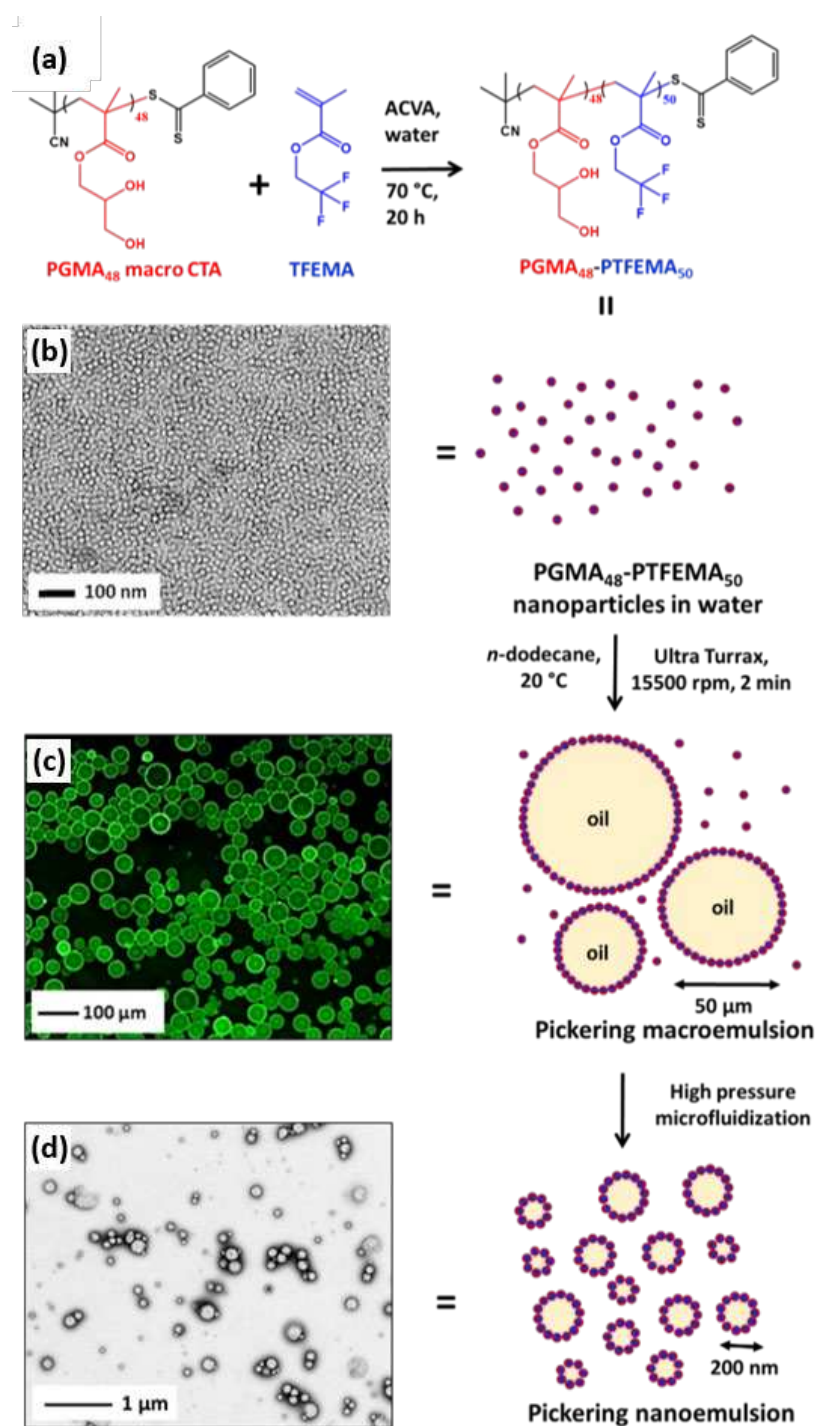 (a)
S
S
48
CN
O
O
OH
OH
PGMA₄₈ macro CTA
+
O
O
F
F
F
TFEMA
ACVA,
water
70 °C,
20 h
S
S
48
50
CN
O
O
O
O
OH
OH
F
F
F
PGMA₄₈-PTFEMA₅₀
=
(b)
100 nm
=
PGMA₄₈-PTFEMA₅₀
nanoparticles in water
n-dodecane,
20 °C
Ultra Turrax,
15500 rpm, 2 min
(c)
100 µm
=
oil
oil
oil
50 µm
Pickering macroemulsion
High pressure
microfluidization
(d)
1 µm
=
200 nm
Pickering nanoemulsion